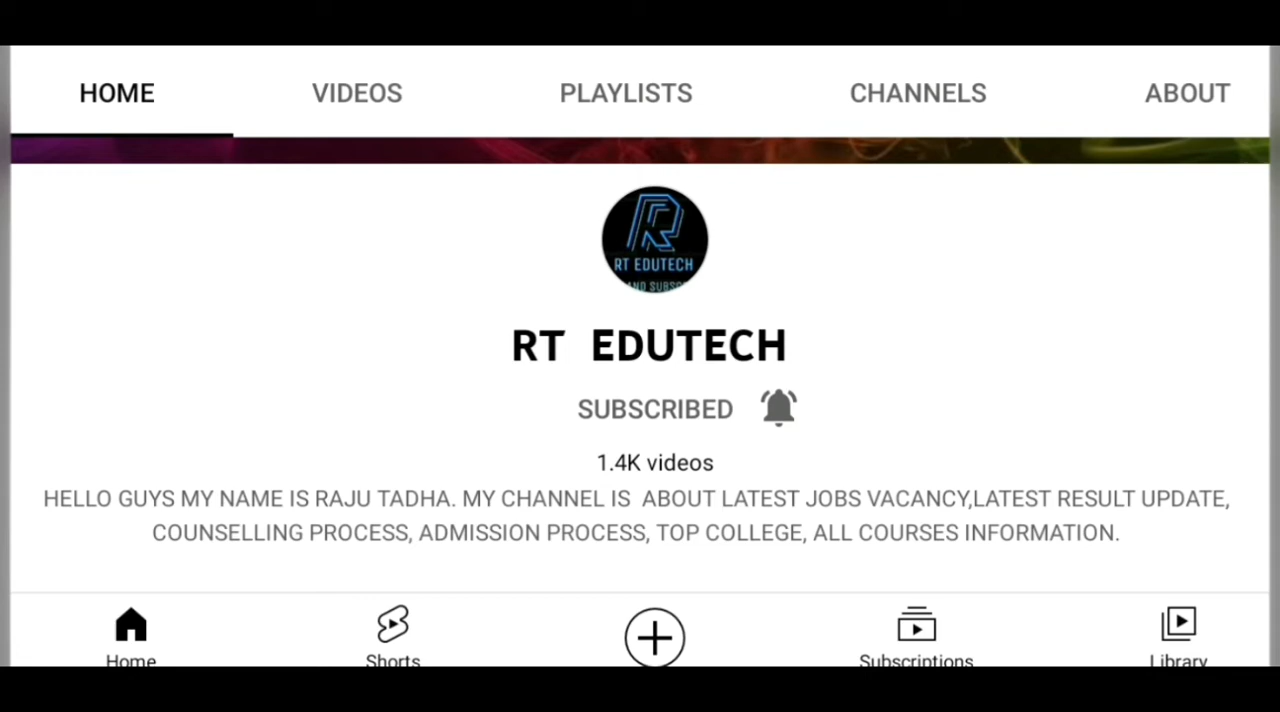 HOME VIDEOS PLAYLISTS CHANNELS ABOUT
RT EDUTECH
AND SUBSC
RT EDUTECH
SUBSCRIBED
1.4K videos
HELLO GUYS MY NAME IS RAJU TADHA. MY CHANNEL IS ABOUT LATEST JOBS VACANCY,LATEST RESULT UPDATE,
COUNSELLING PROCESS, ADMISSION PROCESS, TOP COLLEGE, ALL COURSES INFORMATION.
Home Shorts Subscriptions Library